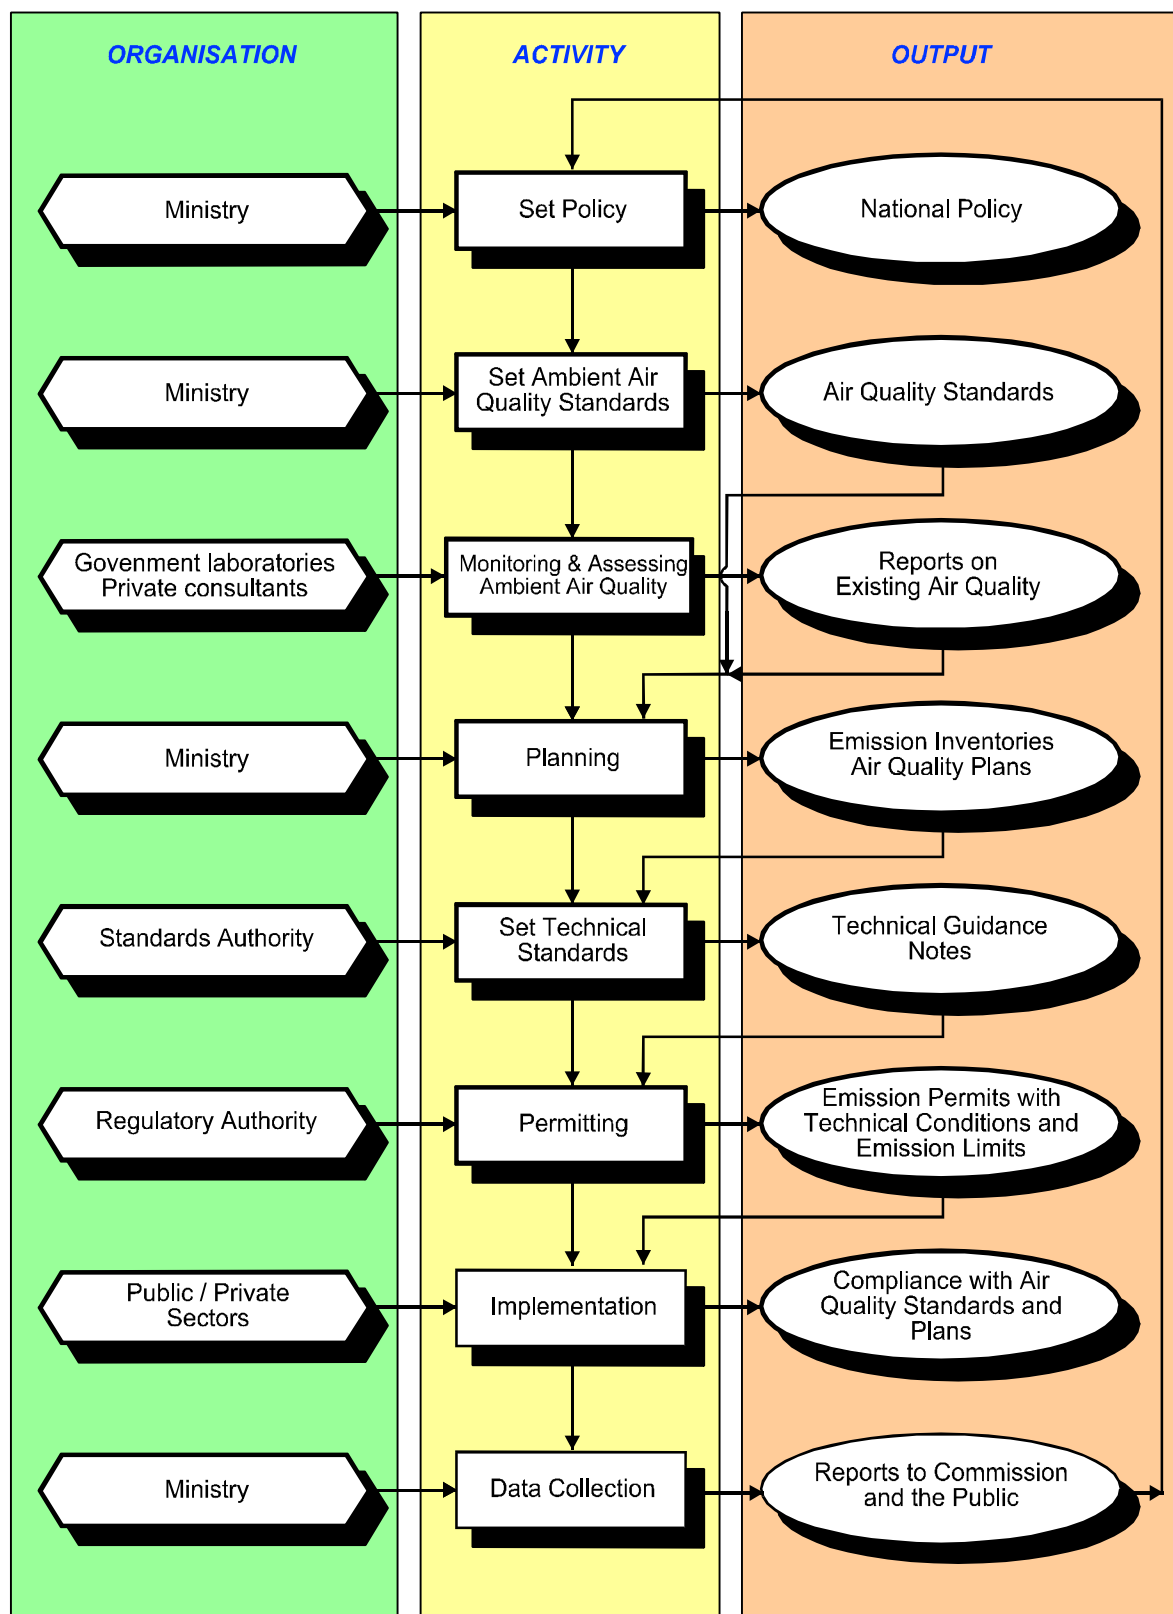 ORGANISATION
ACTIVITY
OUTPUT
Ministry
Set Policy
National Policy
Ministry
Set Ambient Air
Quality Standards
Air Quality Standards
Govenment laboratories
Private consultants
Monitoring & Assessing
Ambient Air Quality
Reports on
Existing Air Quality
Ministry
Planning
Emission Inventories
Air Quality Plans
Standards Authority
Set Technical
Standards
Technical Guidance
Notes
Regulatory Authority
Permitting
Emission Permits with
Technical Conditions and
Emission Limits
Public / Private
Sectors
Implementation
Compliance with Air
Quality Standards and
Plans
Ministry
Data Collection
Reports to Commission
and the Public